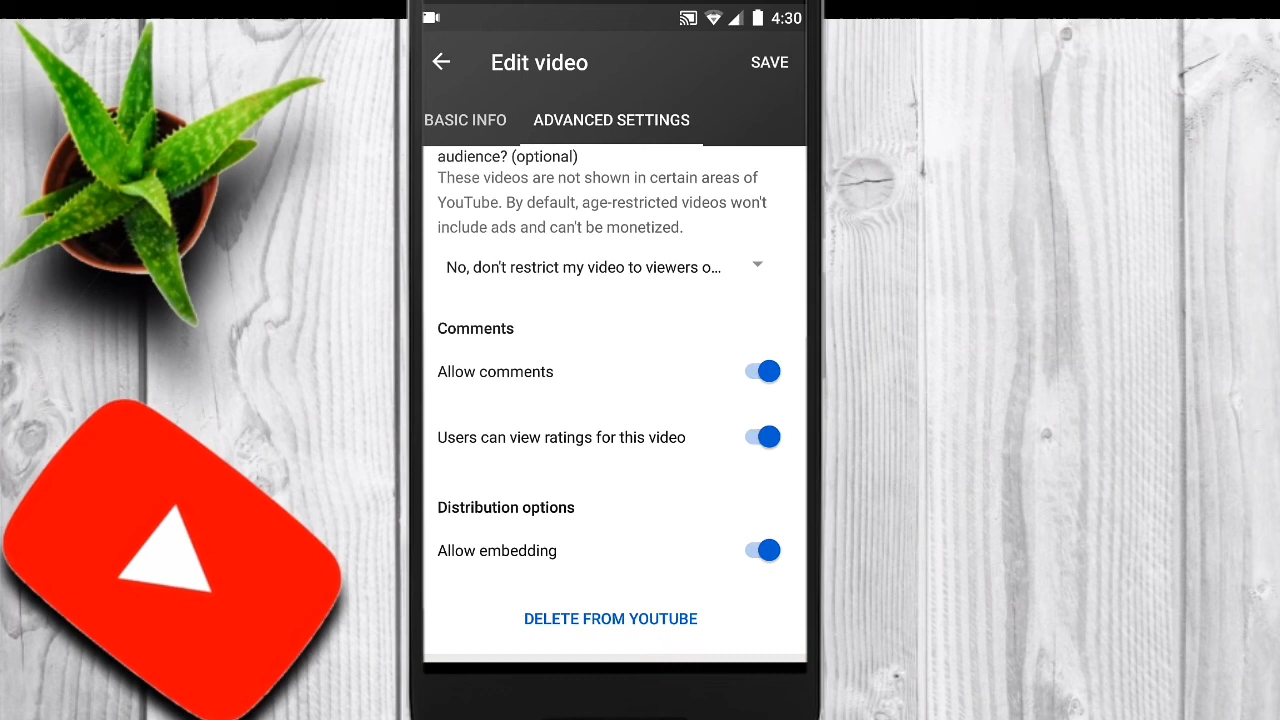 4:30
Edit video
SAVE
BASIC INFO
ADVANCED SETTINGS
audience? (optional)
These videos are not shown in certain areas of
YouTube. By default, age-restricted videos won't
include ads and can't be monetized.
No, don't restrict my video to viewers o...
Comments
Allow comments
Users can view ratings for this video
Distribution options
Allow embedding
DELETE FROM YOUTUBE